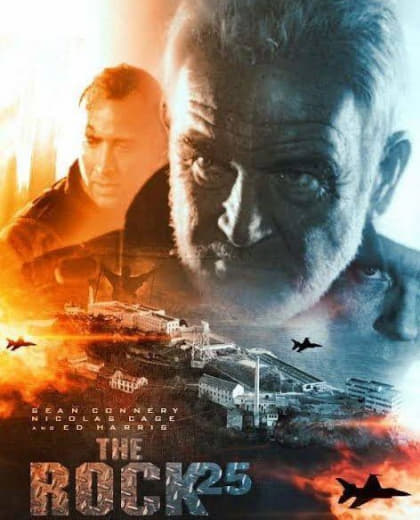 SEAN CONNERY
NICOLAS CAGE
AND ED HARRIS
THE
ROCK25